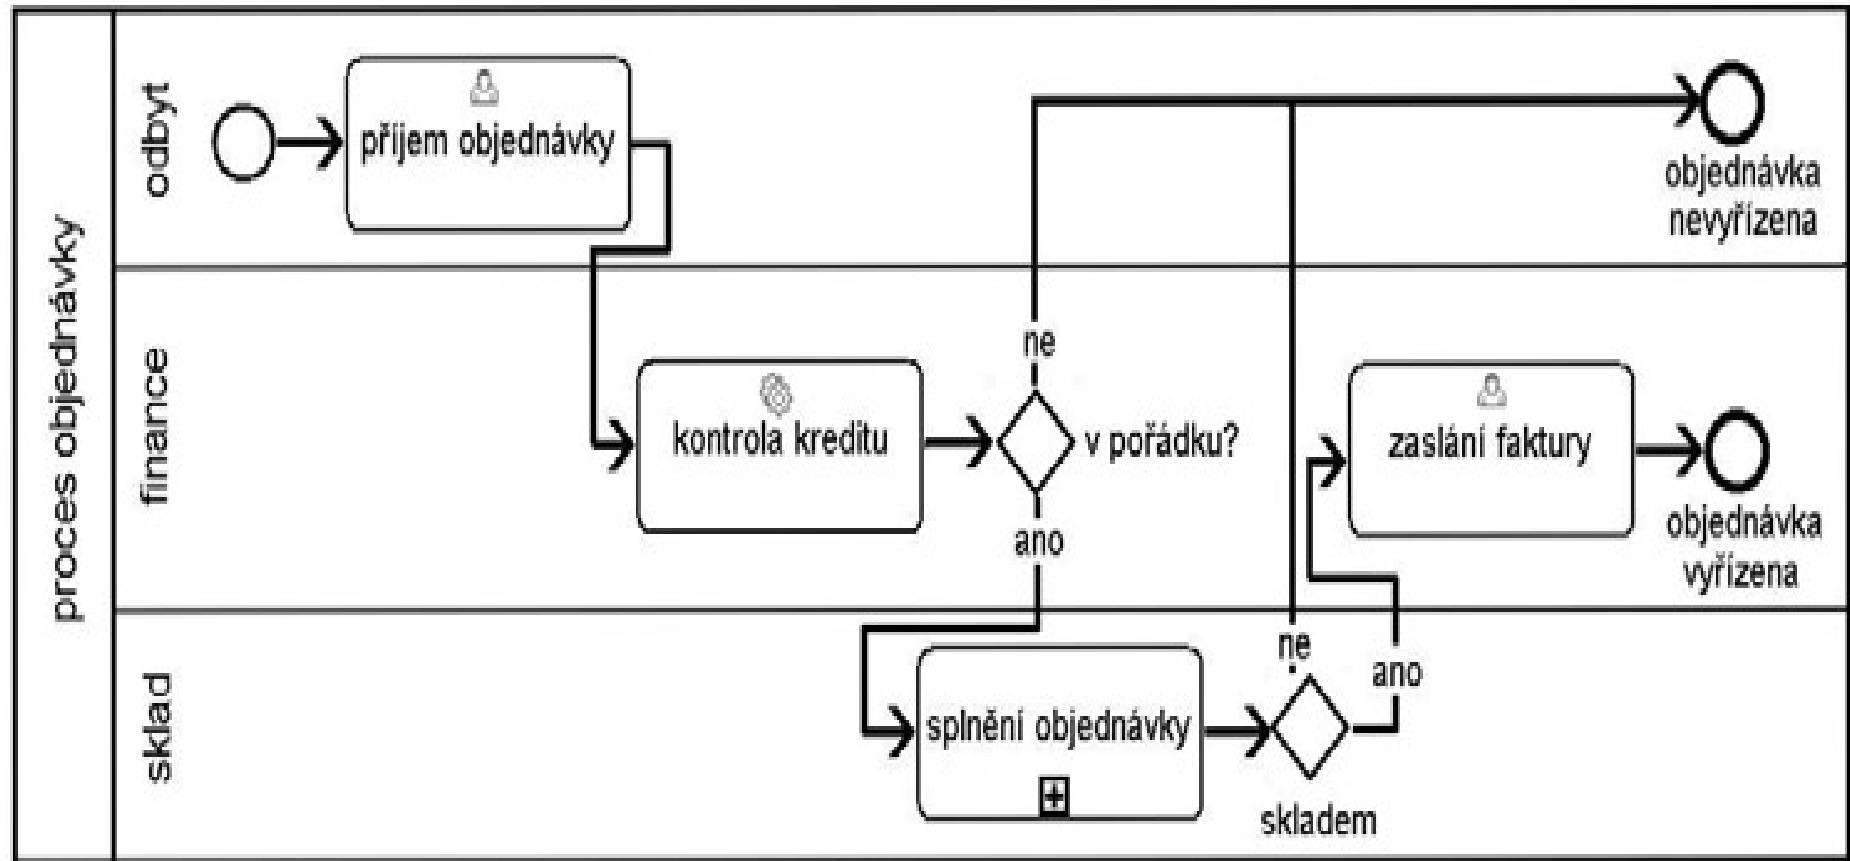 proces objednávky
odbyt
příjem objednávky
objednávka
nevyřízena
finance
kontrola kreditu
ne
v pořádku?
ano
zaslání faktury
objednávka
vyřízena
sklad
splnění objednávky
ne
ano
skladem